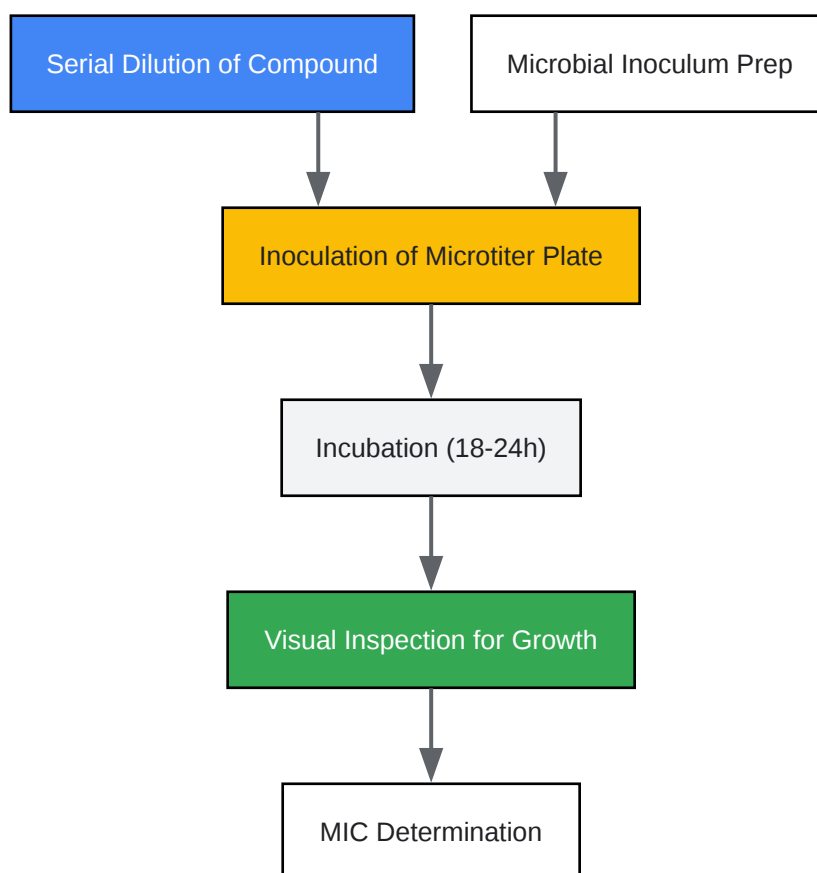 Serial Dilution of Compound
Microbial Inoculum Prep
Inoculation of Microtiter Plate
Incubation (18-24h)
Visual Inspection for Growth
MIC Determination